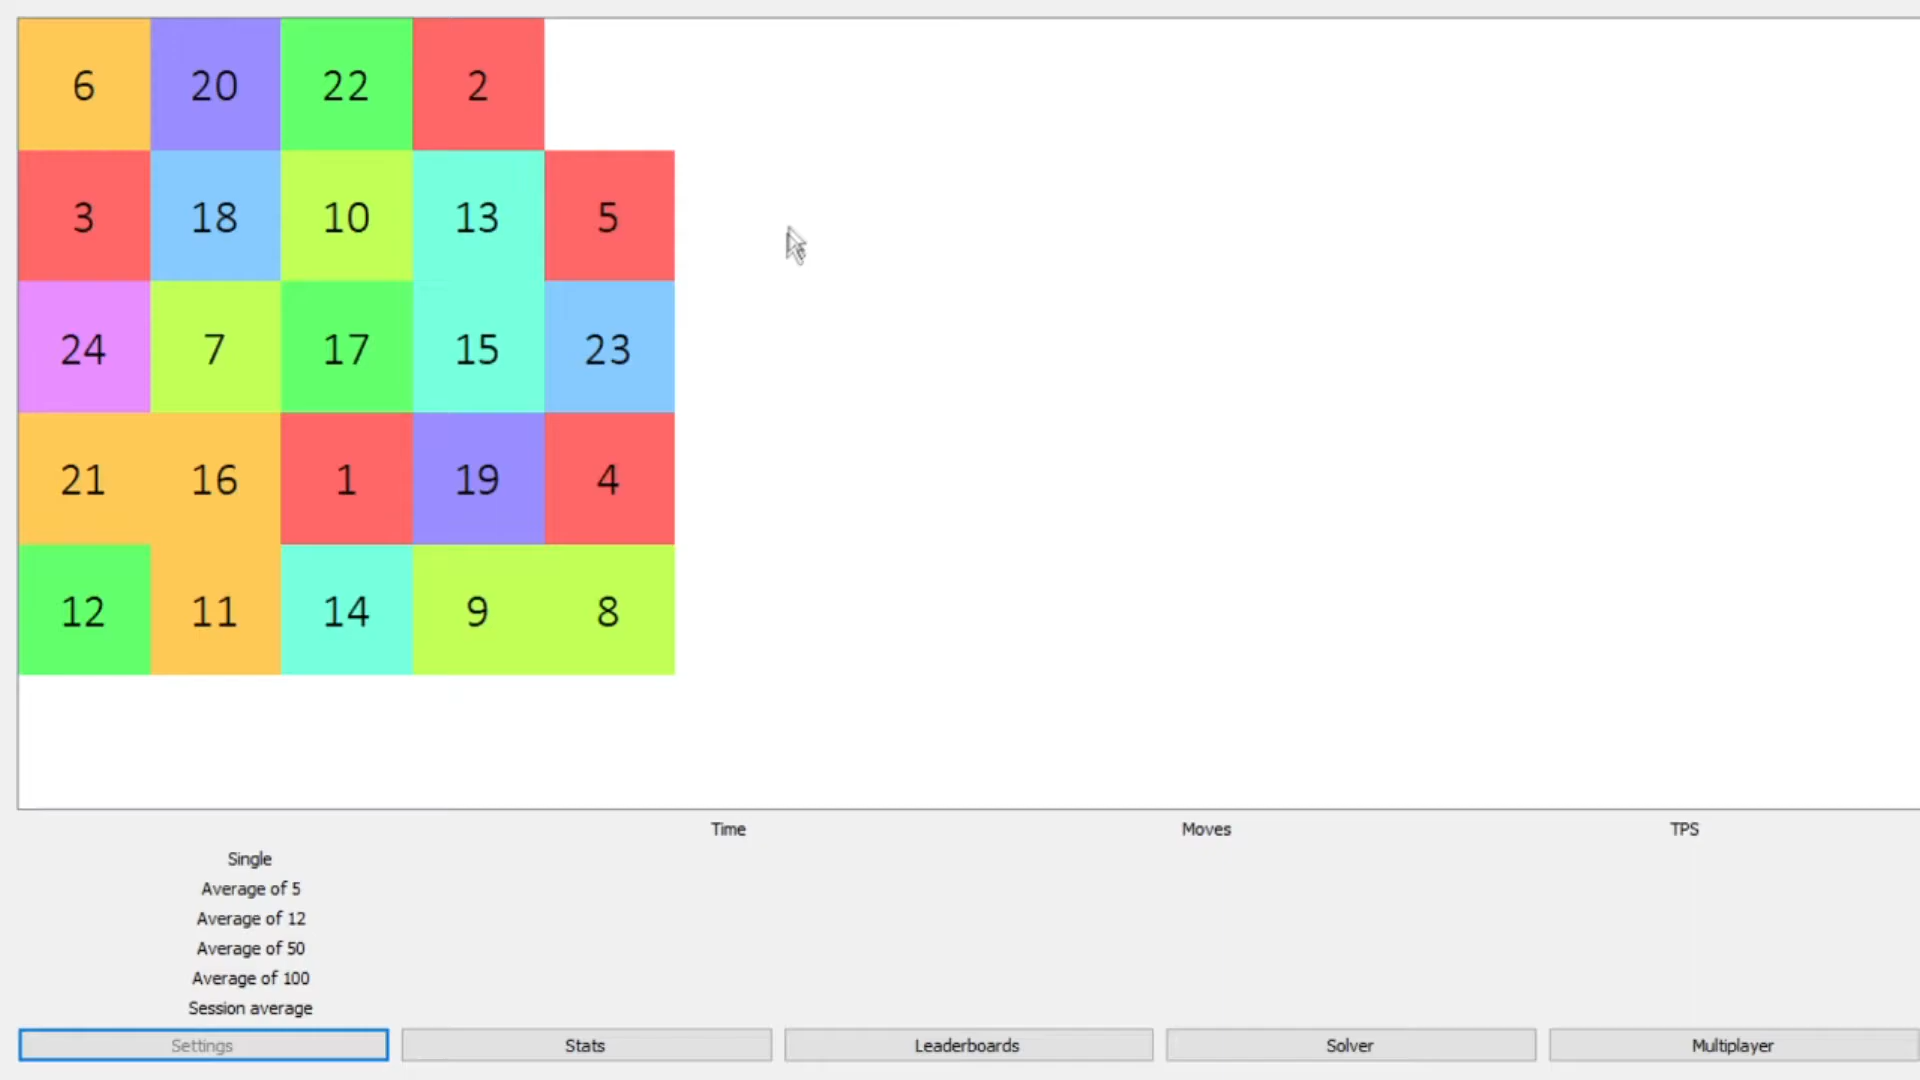 6 20 22 2
3 18 10 13 5
24 7 17 15 23
21 16 1 19 4
12 11 14 9 8
Time Moves TPS
Single
Average of 5
Average of 12
Average of 50
Average of 100
Session average
Settings Stats Leaderboards Solver Multiplayer